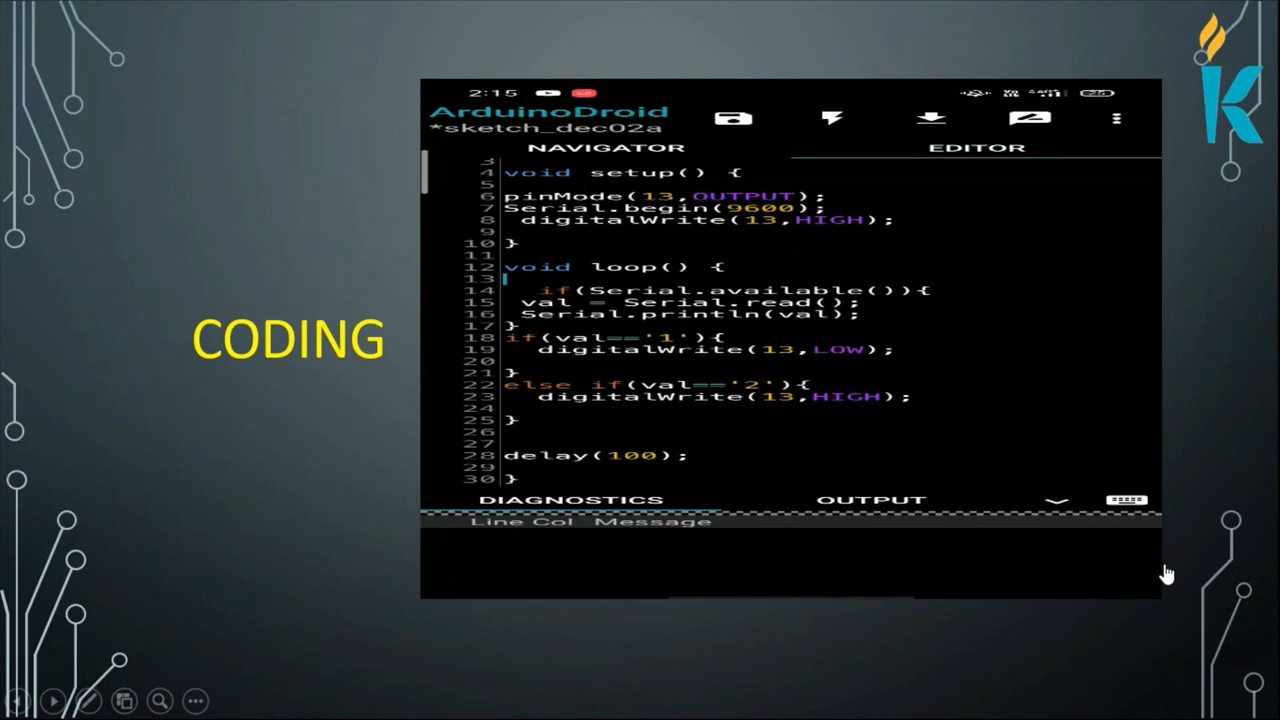 2:15
ArduinoDroid
*sketch_dec02a
NAVIGATOR EDITOR
3
4 void setup() {
5
6 pinMode(13,OUTPUT);
7 Serial.begin(9600);
8 digitalWrite(13,HIGH);
9
10 }
11
12 void loop() {
13
14 if(Serial.available()){
15 val = Serial.read();
16 Serial.println(val);
17 }
18 if(val=='1'){
19 digitalWrite(13,LOW);
20
21 }
22 else if(val=='2'){
23 digitalWrite(13,HIGH);
24
25 }
26
27
28 delay(100);
29
30 }
CODING
DIAGNOSTICS OUTPUT
Line Col Message
K